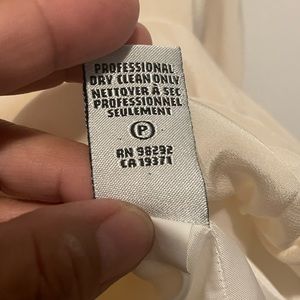 PROFESSIONAL
DRY CLEAN ONLY
NETTOYER À SEC
PROFESSIONNEL
SEULEMENT
P
RN 98292
CA 19371